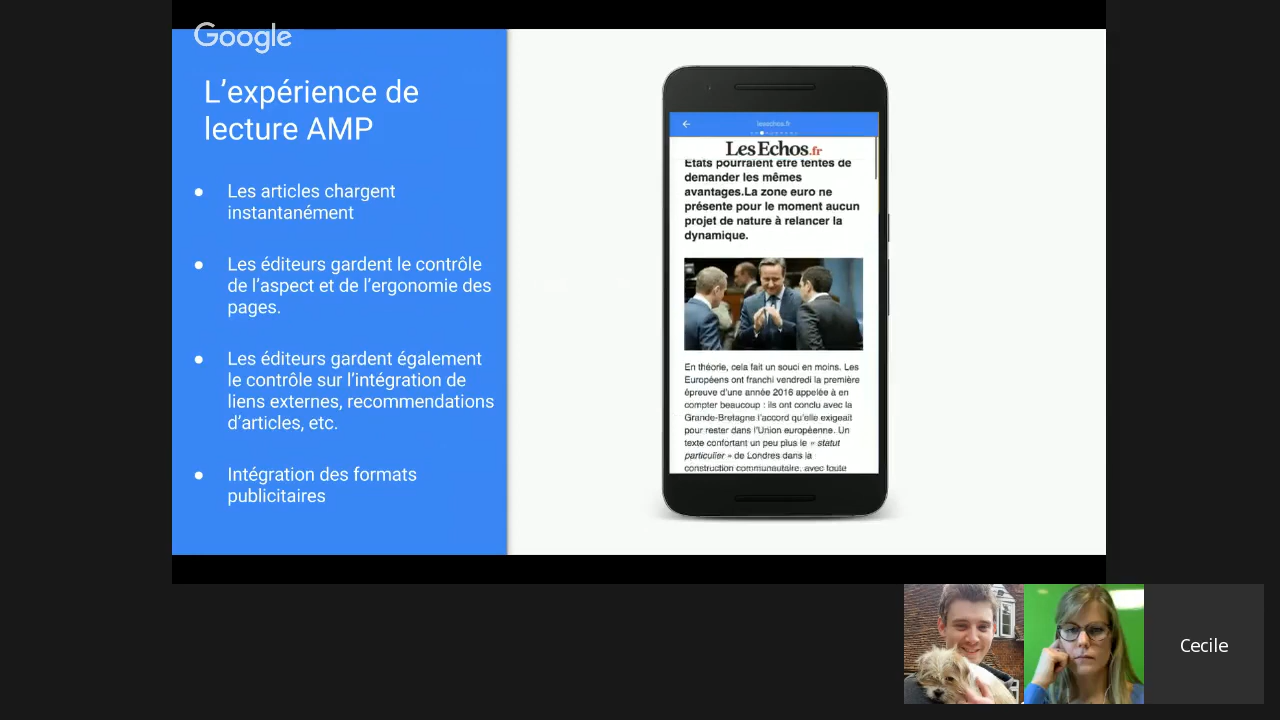 Google
L’expérience de
lecture AMP
● Les articles chargent
instantanément
● Les éditeurs gardent le contrôle
de l’aspect et de l’ergonomie des
pages.
● Les éditeurs gardent également
le contrôle sur l’intégration de
liens externes, recommendations
d’articles, etc.
● Intégration des formats
publicitaires
lesechos.fr
LesEchos.fr
Etats pourraient être tentés de
demander les mêmes
avantages.La zone euro ne
présente pour le moment aucun
projet de nature à relancer la
dynamique.
En théorie, cela fait un souci en moins. Les
Européens ont franchi vendredi la première
épreuve d’une année 2016 appelée à en
compter beaucoup : ils ont conclu avec la
Grande-Bretagne l’accord qu’elle exigeait
pour rester dans l’Union européenne. Un
texte confortant un peu plus le « statut
particulier » de Londres dans la
construction communautaire, avec toute
Cecile